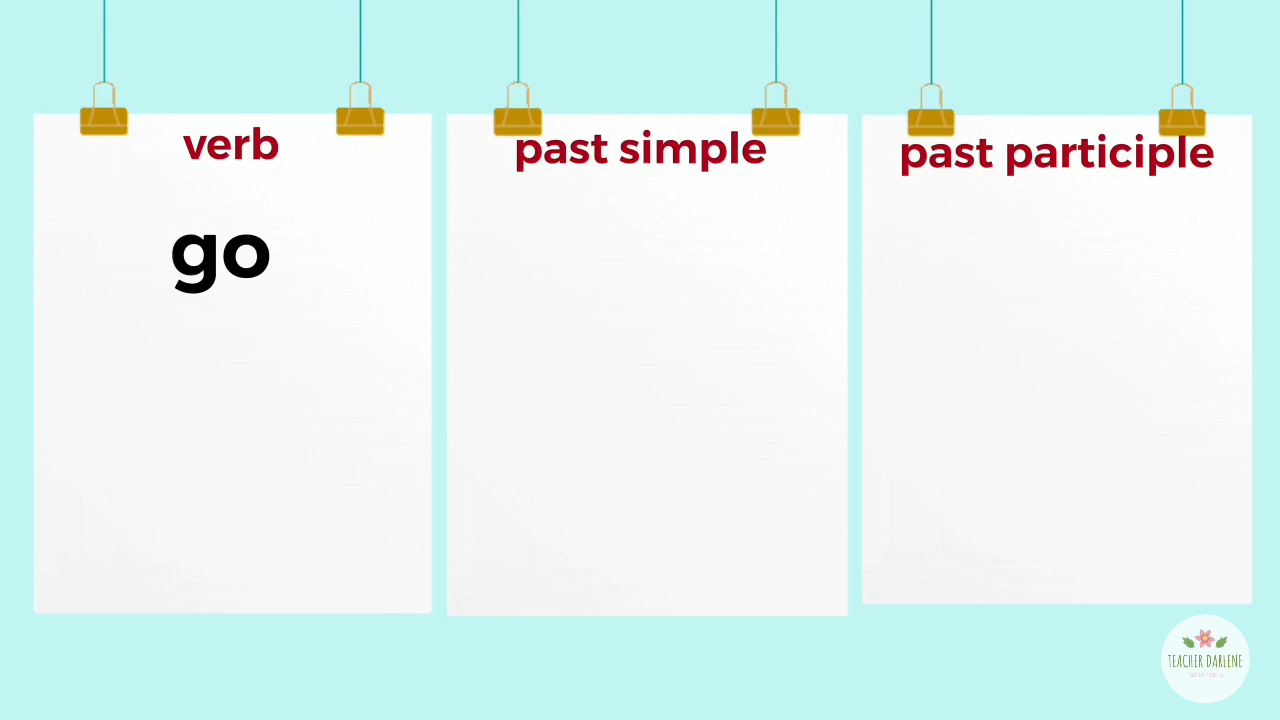 verb
past simple
past participle
go
TEACHER DARLENE